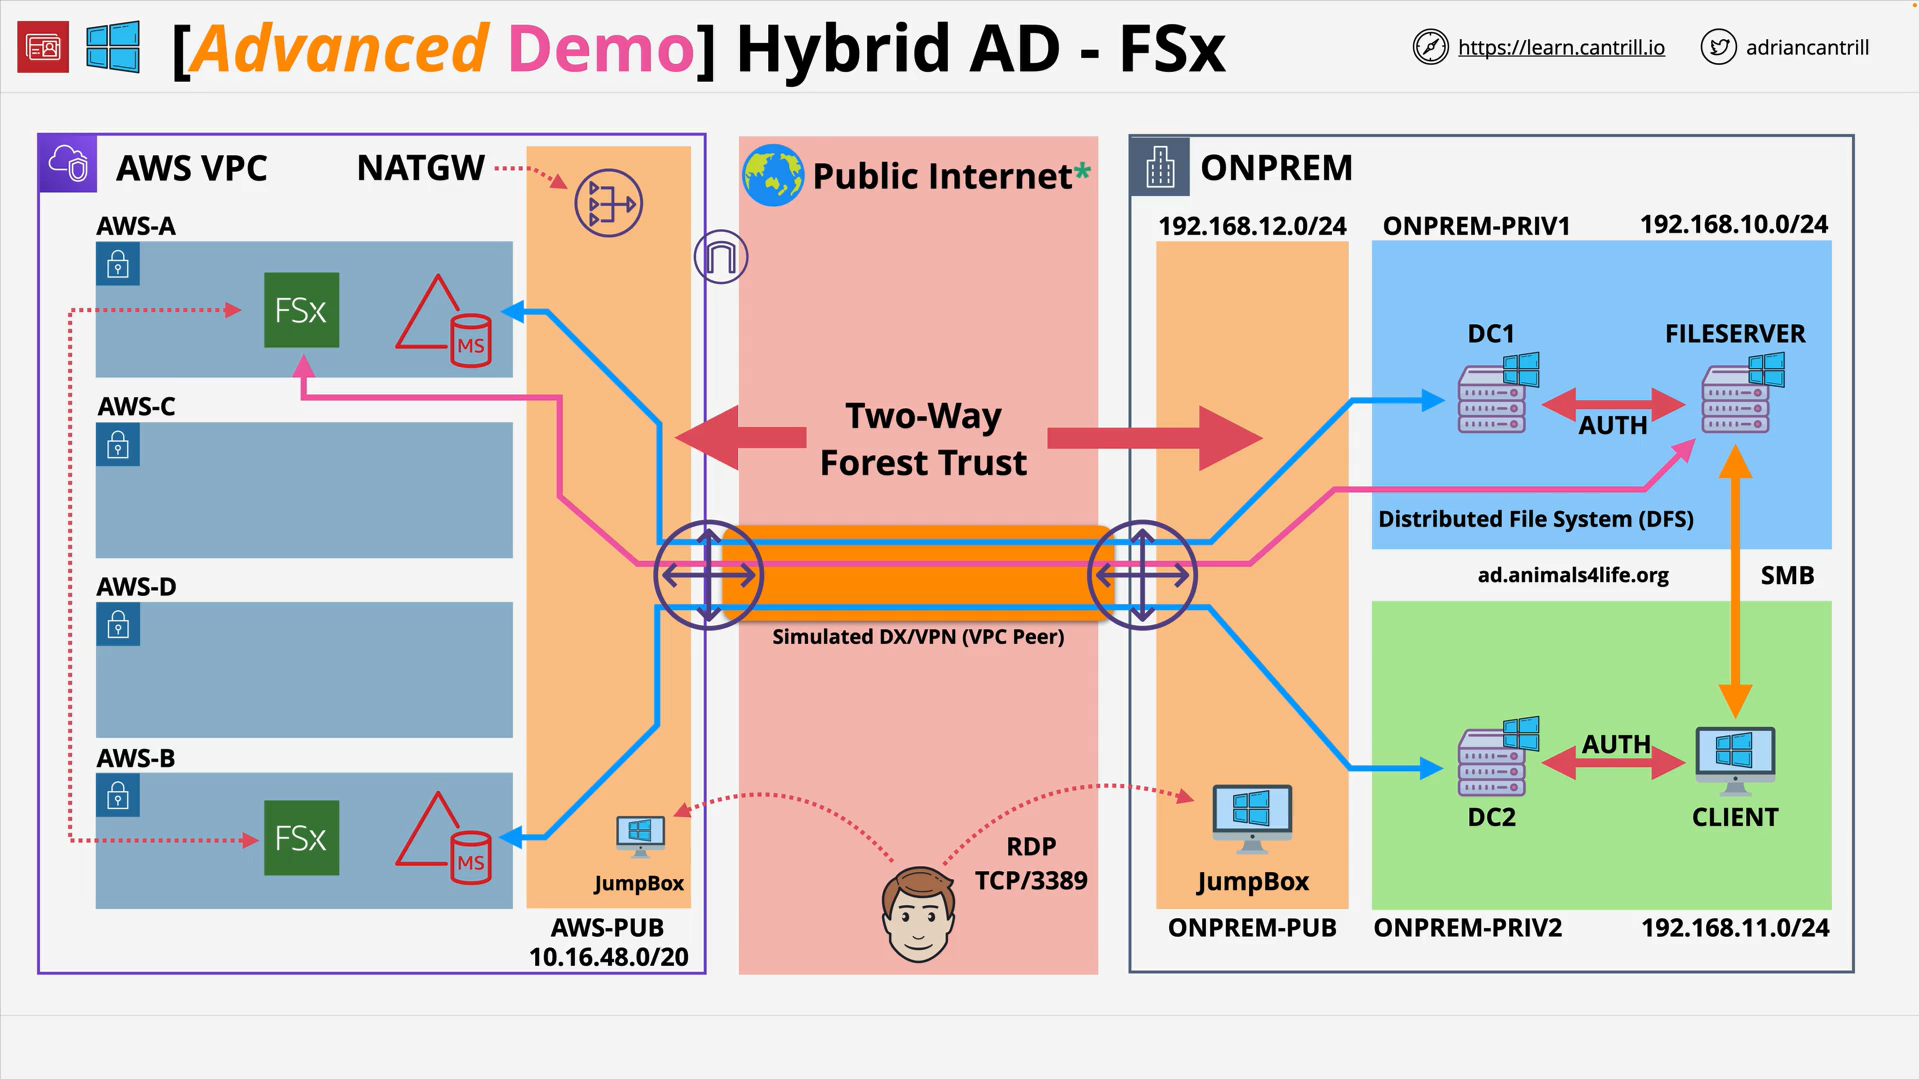 [Advanced Demo] Hybrid AD - FSx
https://learn.cantrill.io
adriancantrill
AWS VPC
NATGW
AWS-A
FSx
MS
AWS-C
AWS-D
AWS-B
FSx
MS
JumpBox
AWS-PUB
10.16.48.0/20
Public Internet*
Two-Way
Forest Trust
Simulated DX/VPN (VPC Peer)
RDP
TCP/3389
ONPREM
192.168.12.0/24
ONPREM-PRIV1
192.168.10.0/24
DC1
FILESERVER
AUTH
Distributed File System (DFS)
ad.animals4life.org
SMB
AUTH
DC2
CLIENT
JumpBox
ONPREM-PUB
ONPREM-PRIV2
192.168.11.0/24